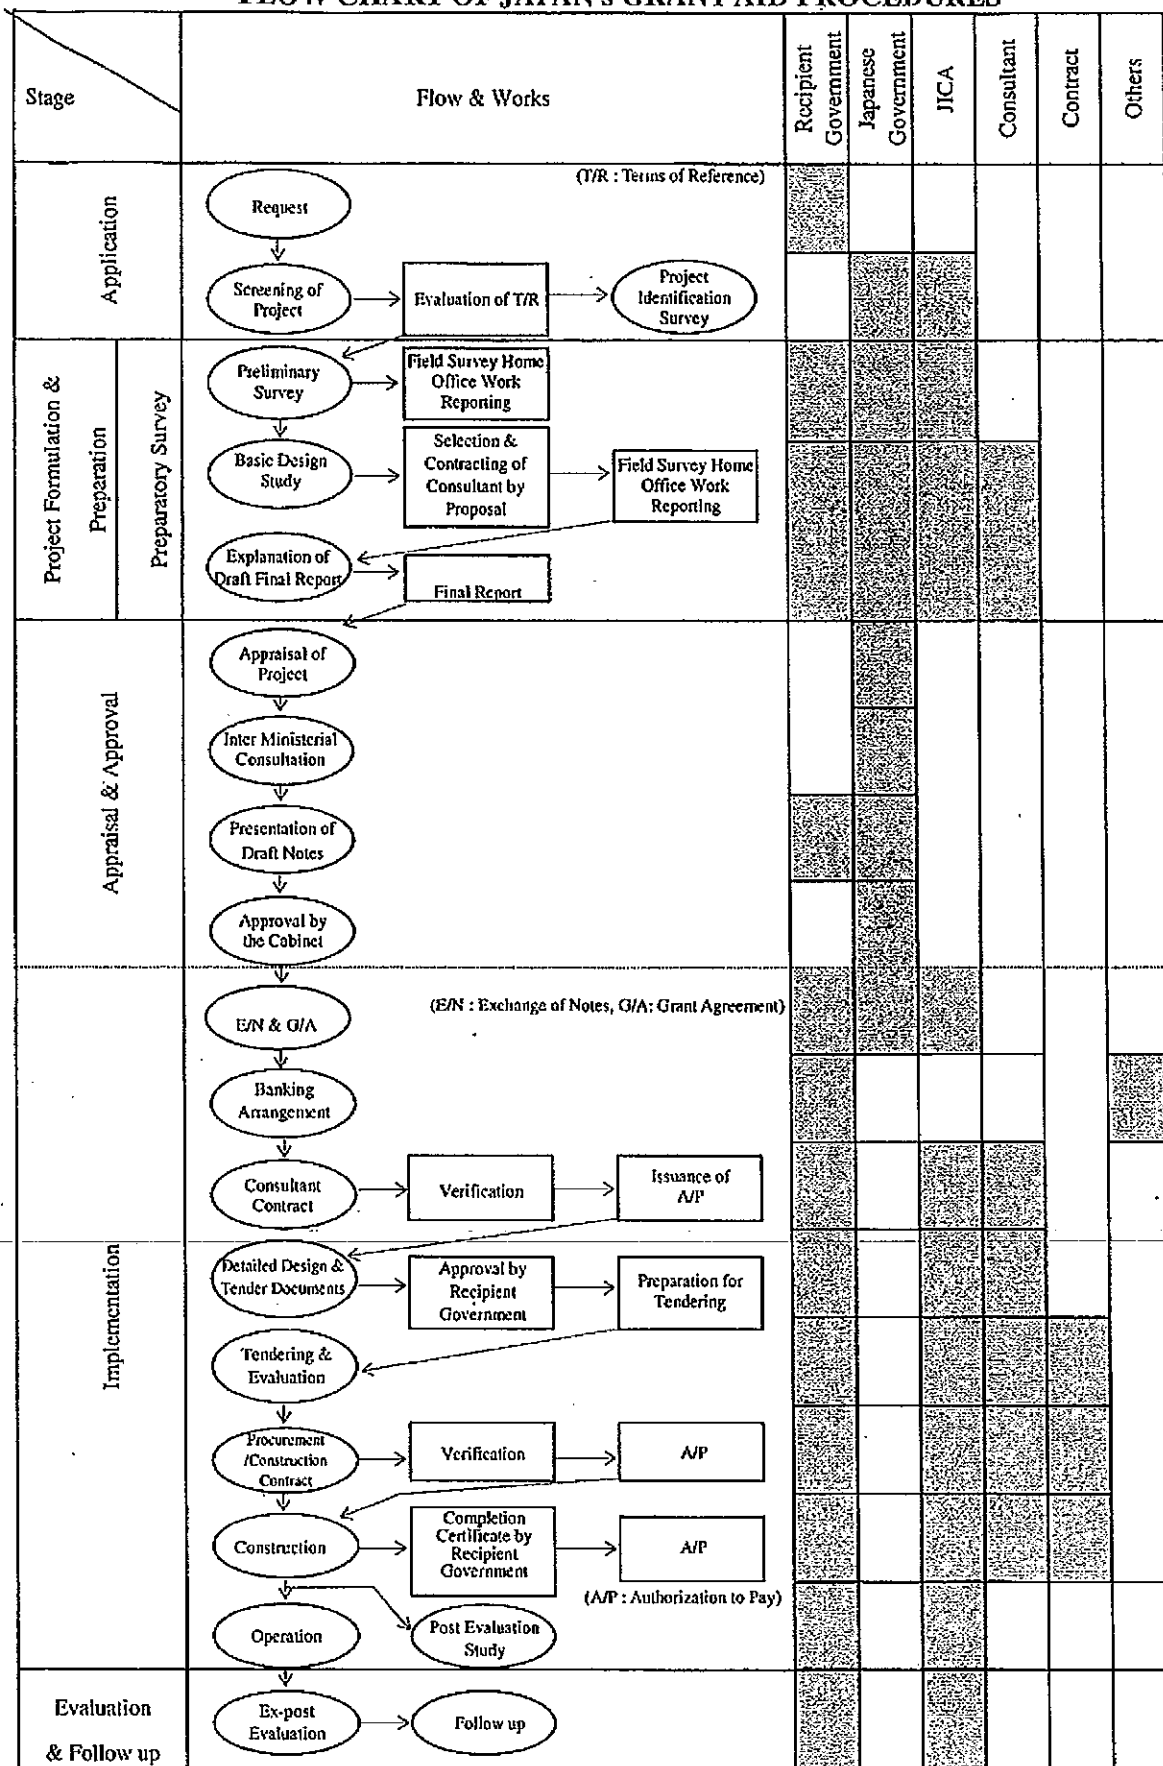 FLOW CHART OF JAPAN's GRANT AID PROCEDURES
Stage
Flow & Works
Recipient
Government
Japanese
Government
JICA
Consultant
Contract
Others
Application
(T/R : Terms of Reference)
Request
Screening of
Project
Evaluation of T/R
Project
Identification
Survey
Project Formulation &
Preparation
Preparatory Survey
Preliminary
Survey
Field Survey Home
Office Work
Reporting
Basic Design
Study
Selection &
Contracting of
Consultant by
Proposal
Field Survey Home
Office Work
Reporting
Explanation of
Draft Final Report
Final Report
Appraisal & Approval
Appraisal of
Project
Inter Ministerial
Consultation
Presentation of
Draft Notes
Approval by
the Cabinet
Implementation
E/N & G/A
(E/N : Exchange of Notes, G/A: Grant Agreement)
Banking
Arrangement
Consultant
Contract
Verification
Issuance of
A/P
Detailed Design &
Tender Documents
Approval by
Recipient
Government
Preparation for
Tendering
Tendering &
Evaluation
Procurement
/Construction
Contract
Verification
A/P
Construction
Completion
Certificate by
Recipient
Government
A/P
(A/P : Authorization to Pay)
Operation
Post Evaluation
Study
Evaluation
& Follow up
Ex-post
Evaluation
Follow up